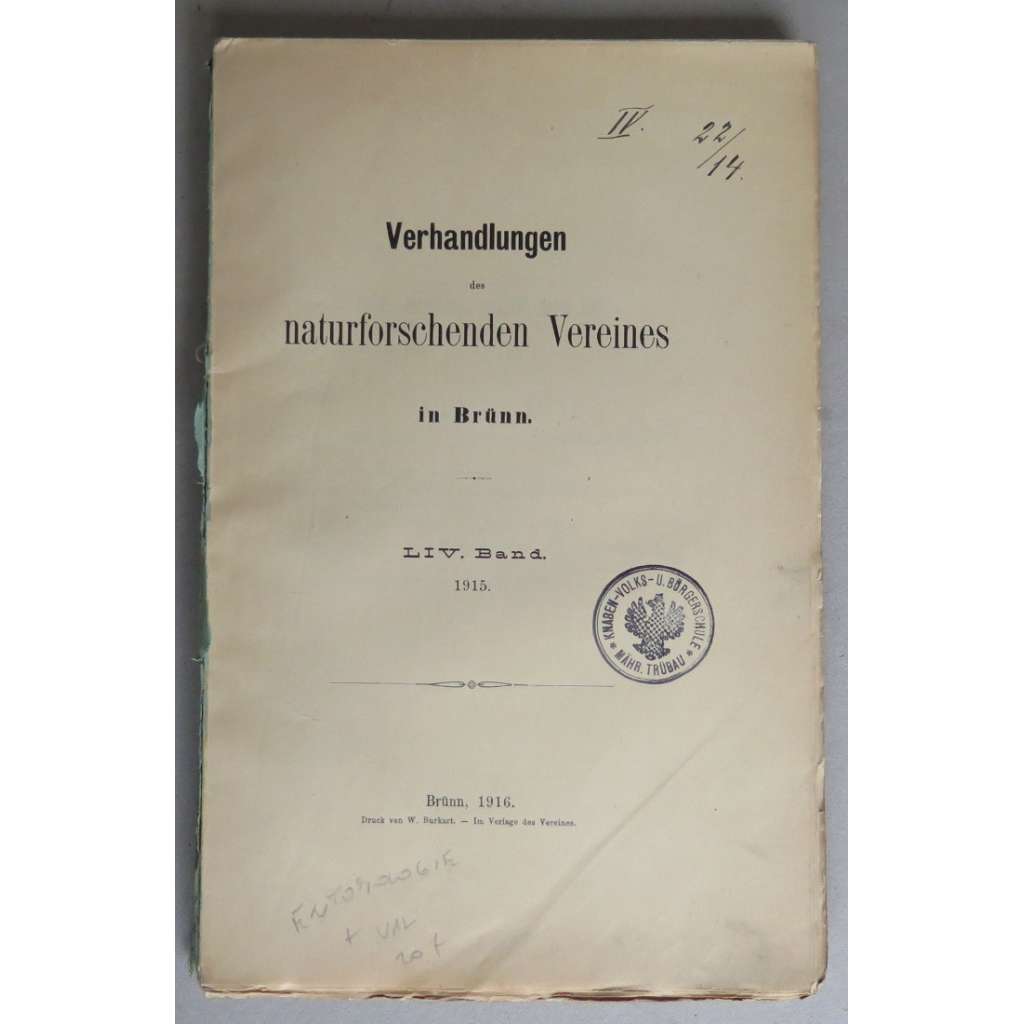 IV. 22/14.
Verhandlungen
des
naturforschenden Vereines
in Brünn.
LIV. Band.
1915.
KNABEN-VOLKS- U. BÜRGERSCHULE
* MÄHR. TRÜBAU *
Brünn, 1916.
Druck von W. Burkart. — Im Verlage des Vereines.
ENTOMOLOGIE